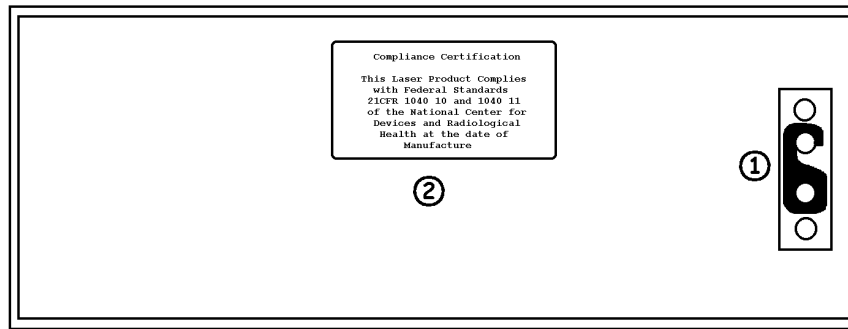 Compliance Certification
This Laser Product Complies
with Federal Standards
21CFR 1040 10 and 1040 11
of the National Center for
Devices and Radiological
Health at the date of
Manufacture
1
2